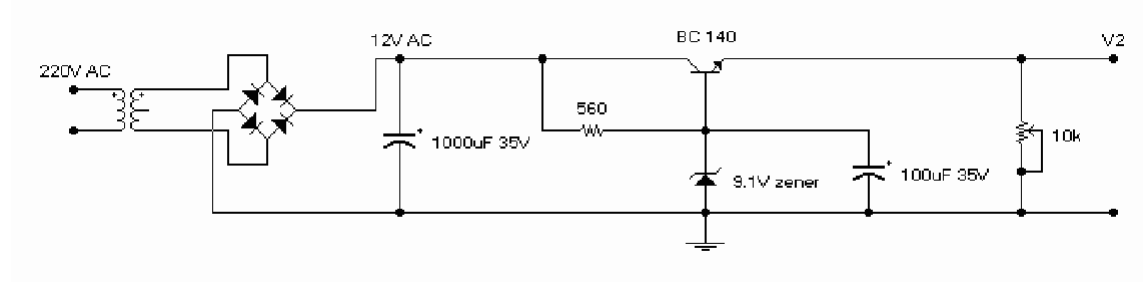 12V AC
BC 140
V2
220V AC
560
10k
1000uF 35V
9.1V zener
100uF 35V